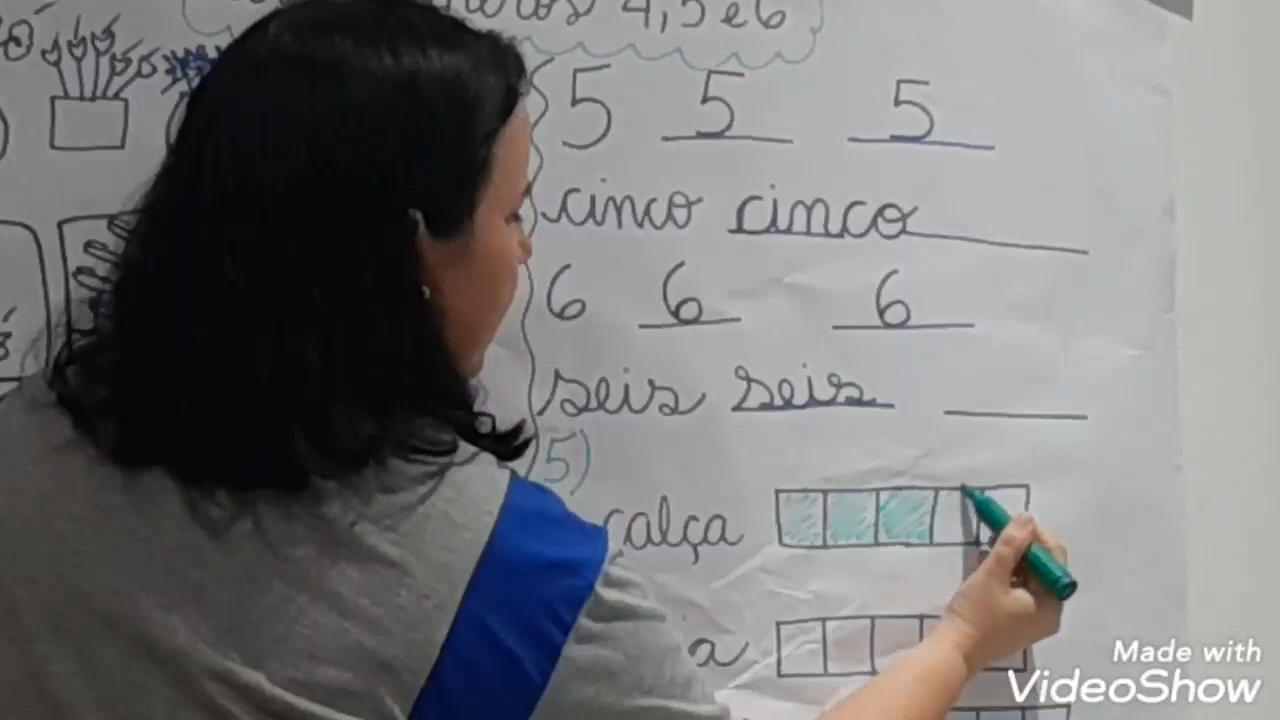 4,5 e 6
5 5 5
cinco cinco
6 6 6
seis seis
5)
calça
a
Made with
VideoShow